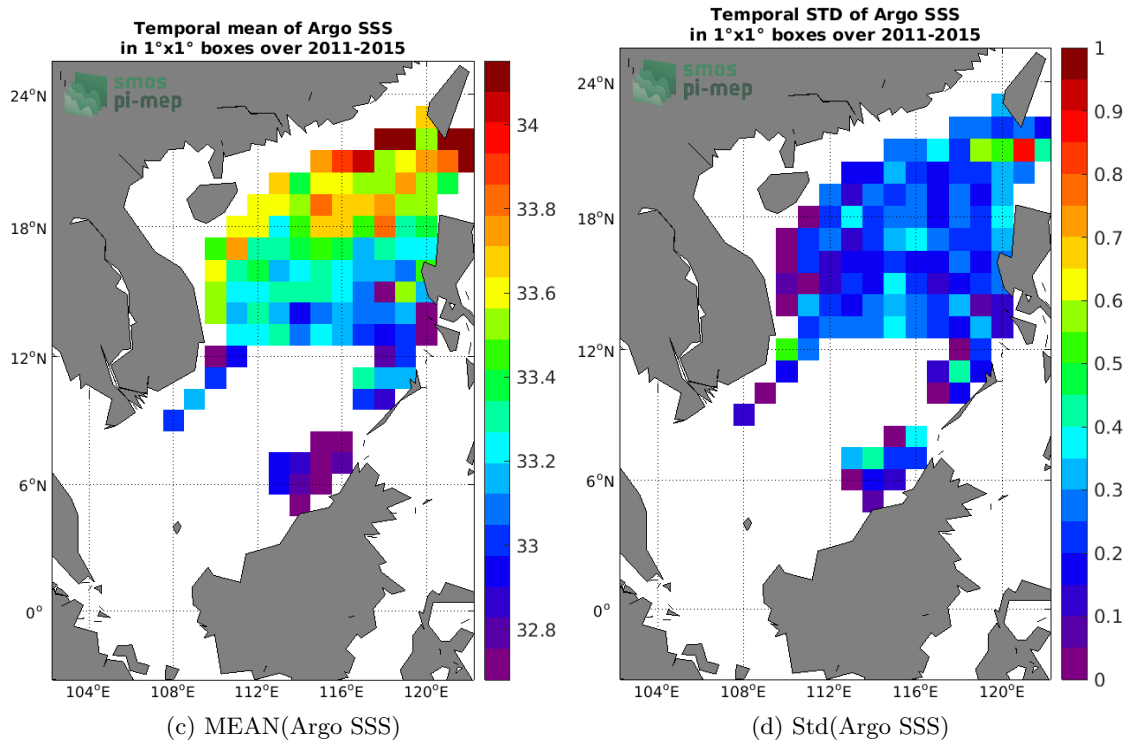 Temporal mean of Argo SSS
in 1°x1° boxes over 2011-2015
smos
pi-mep
24°N
18°N
12°N
6°N
0°
104°E
108°E
112°E
116°E
120°E
34
33.8
33.6
33.4
33.2
33
32.8
(c) MEAN(Argo SSS)
Temporal STD of Argo SSS
in 1°x1° boxes over 2011-2015
smos
pi-mep
24°N
18°N
12°N
6°N
0°
104°E
108°E
112°E
116°E
120°E
1
0.9
0.8
0.7
0.6
0.5
0.4
0.3
0.2
0.1
0
(d) Std(Argo SSS)